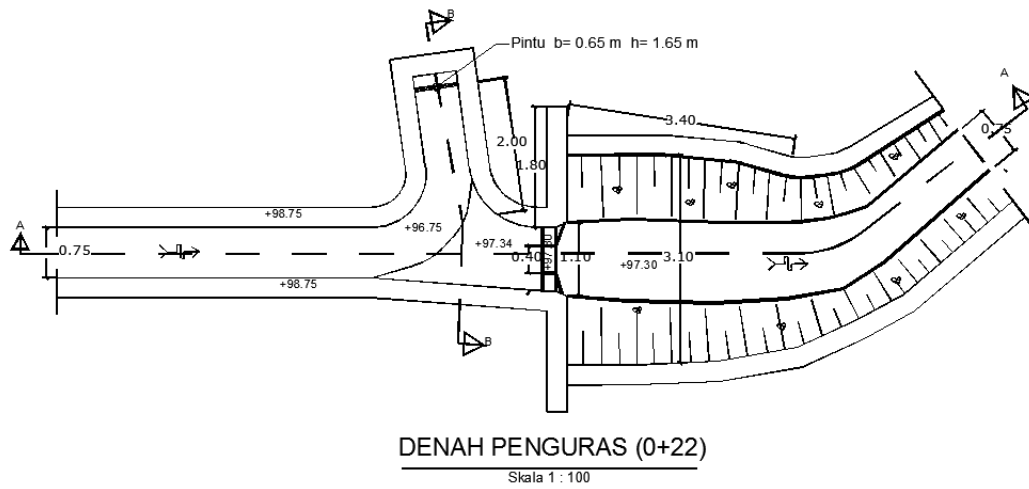 B
Pintu b= 0.65 m h= 1.65 m
A
3.40
2.00
1.80
0.75
+98.75
+96.75
A
0.75
+97.34
0.40
+97.80
1.10
+97.30
3.10
+98.75
B
DENAH PENGURAS (0+22)
Skala 1 : 100